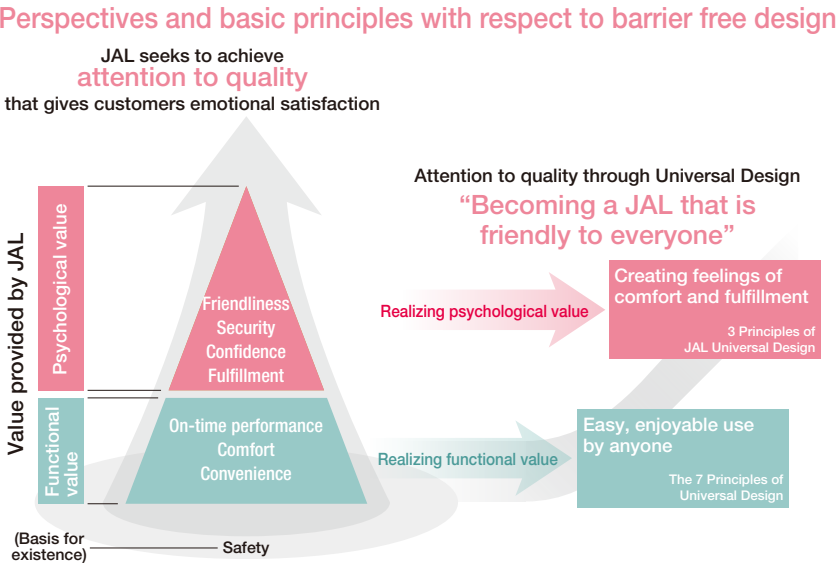 Perspectives and basic principles with respect to barrier free design
JAL seeks to achieve
attention to quality
that gives customers emotional satisfaction
Value provided by JAL
Psychological value
Friendliness
Security
Confidence
Fulfillment
Functional
value
On-time performance
Comfort
Convenience
(Basis for
existence)
Safety
Attention to quality through Universal Design
“Becoming a JAL that is
friendly to everyone”
Realizing psychological value
Creating feelings of
comfort and fulfillment
3 Principles of
JAL Universal Design
Realizing functional value
Easy, enjoyable use
by anyone
The 7 Principles of
Universal Design